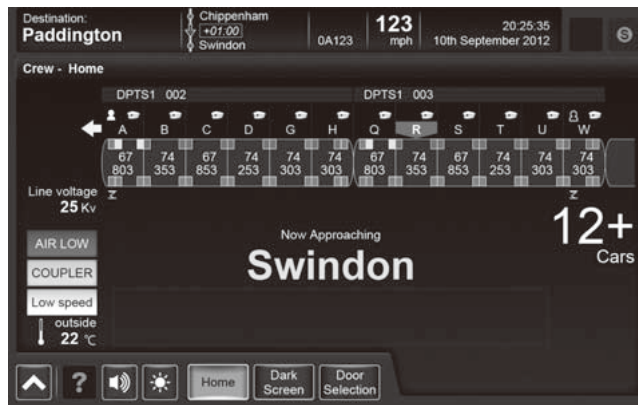 Destination:
Paddington
Chippenham
+01:00
Swindon
0A123
123
mph
20:25:35
10th September 2012
S
Crew - Home
DPTS1 002
DPTS1 003
A B C D G H Q R S T U W
67 74 67 74 74 74 67 74 67 74 74 74
803 353 853 253 303 303 803 353 853 253 303 303
Line voltage
25 Kv
12+
Cars
AIR LOW
COUPLER
Low speed
outside
22 °C
Now Approaching
Swindon
?
Home
Dark
Screen
Door
Selection